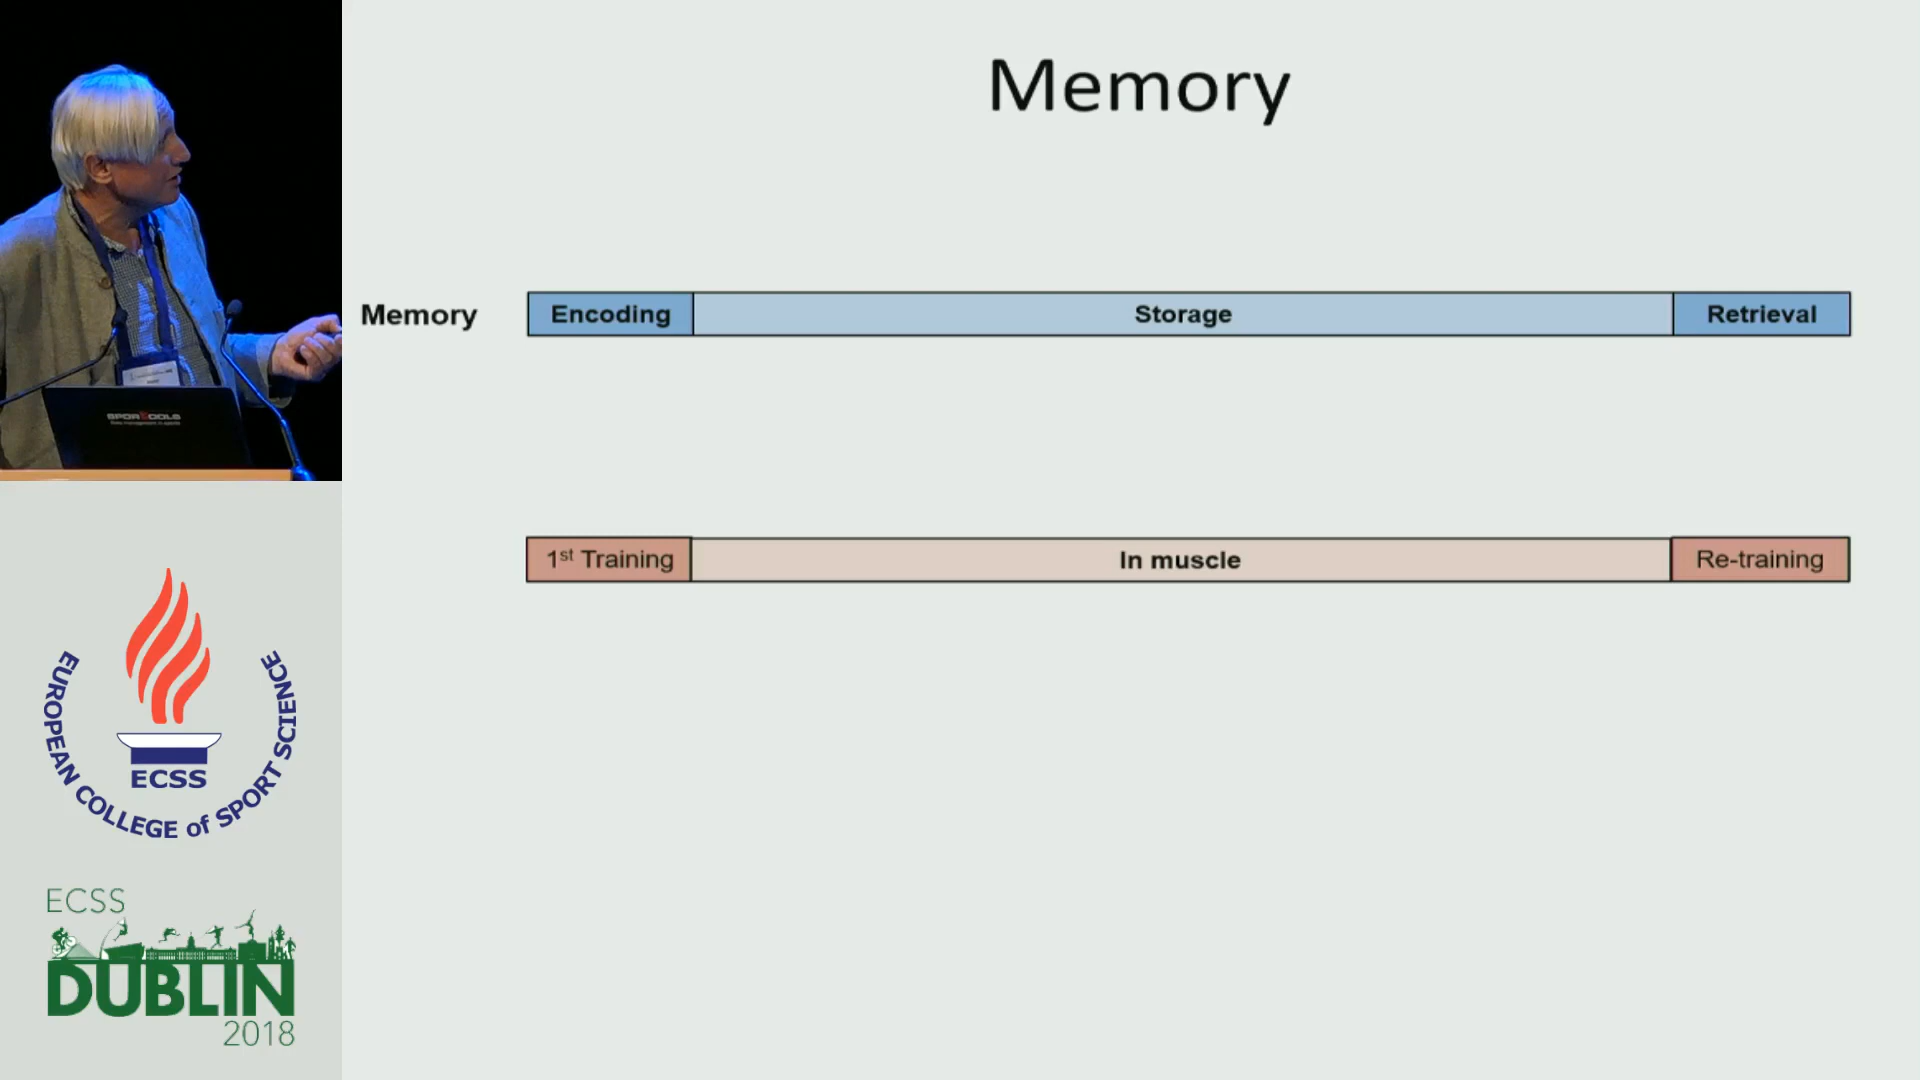 Memory
Memory
Encoding
Storage
Retrieval
1st Training
In muscle
Re-training
SPORTOOLS
EUROPEAN COLLEGE of SPORT SCIENCE
ECSS
ECSS
DUBLIN
2018